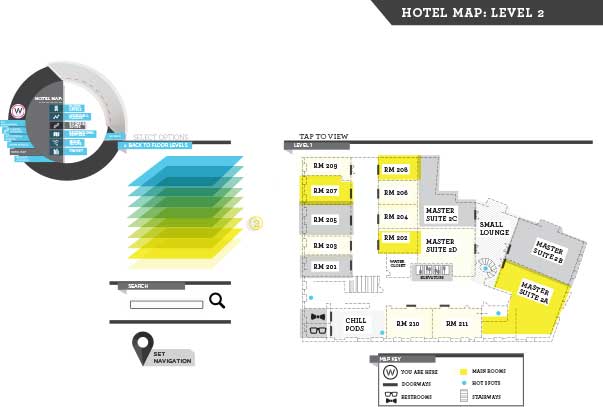 HOTEL MAP: LEVEL 2
HOTEL MAP
W
SELECT OPTIONS
BACK TO FLOOR LEVELS
2
SEARCH
SET
NAVIGATION
TAP TO VIEW
LEVEL 1
RM 209
RM 208
RM 207
RM 206
RM 205
RM 204
MASTER
SUITE 2C
SMALL
LOUNGE
RM 203
RM 202
MASTER
SUITE 2D
MASTER
SUITE 2B
RM 201
WATER
CLOSET
ELEVATORS
MASTER
SUITE 2A
CHILL
PODS
RM 210
RM 211
MAP KEY
W YOU ARE HERE
MAIN ROOMS
DOORWAYS
HOT SPOTS
RESTROOMS
STAIRWAYS